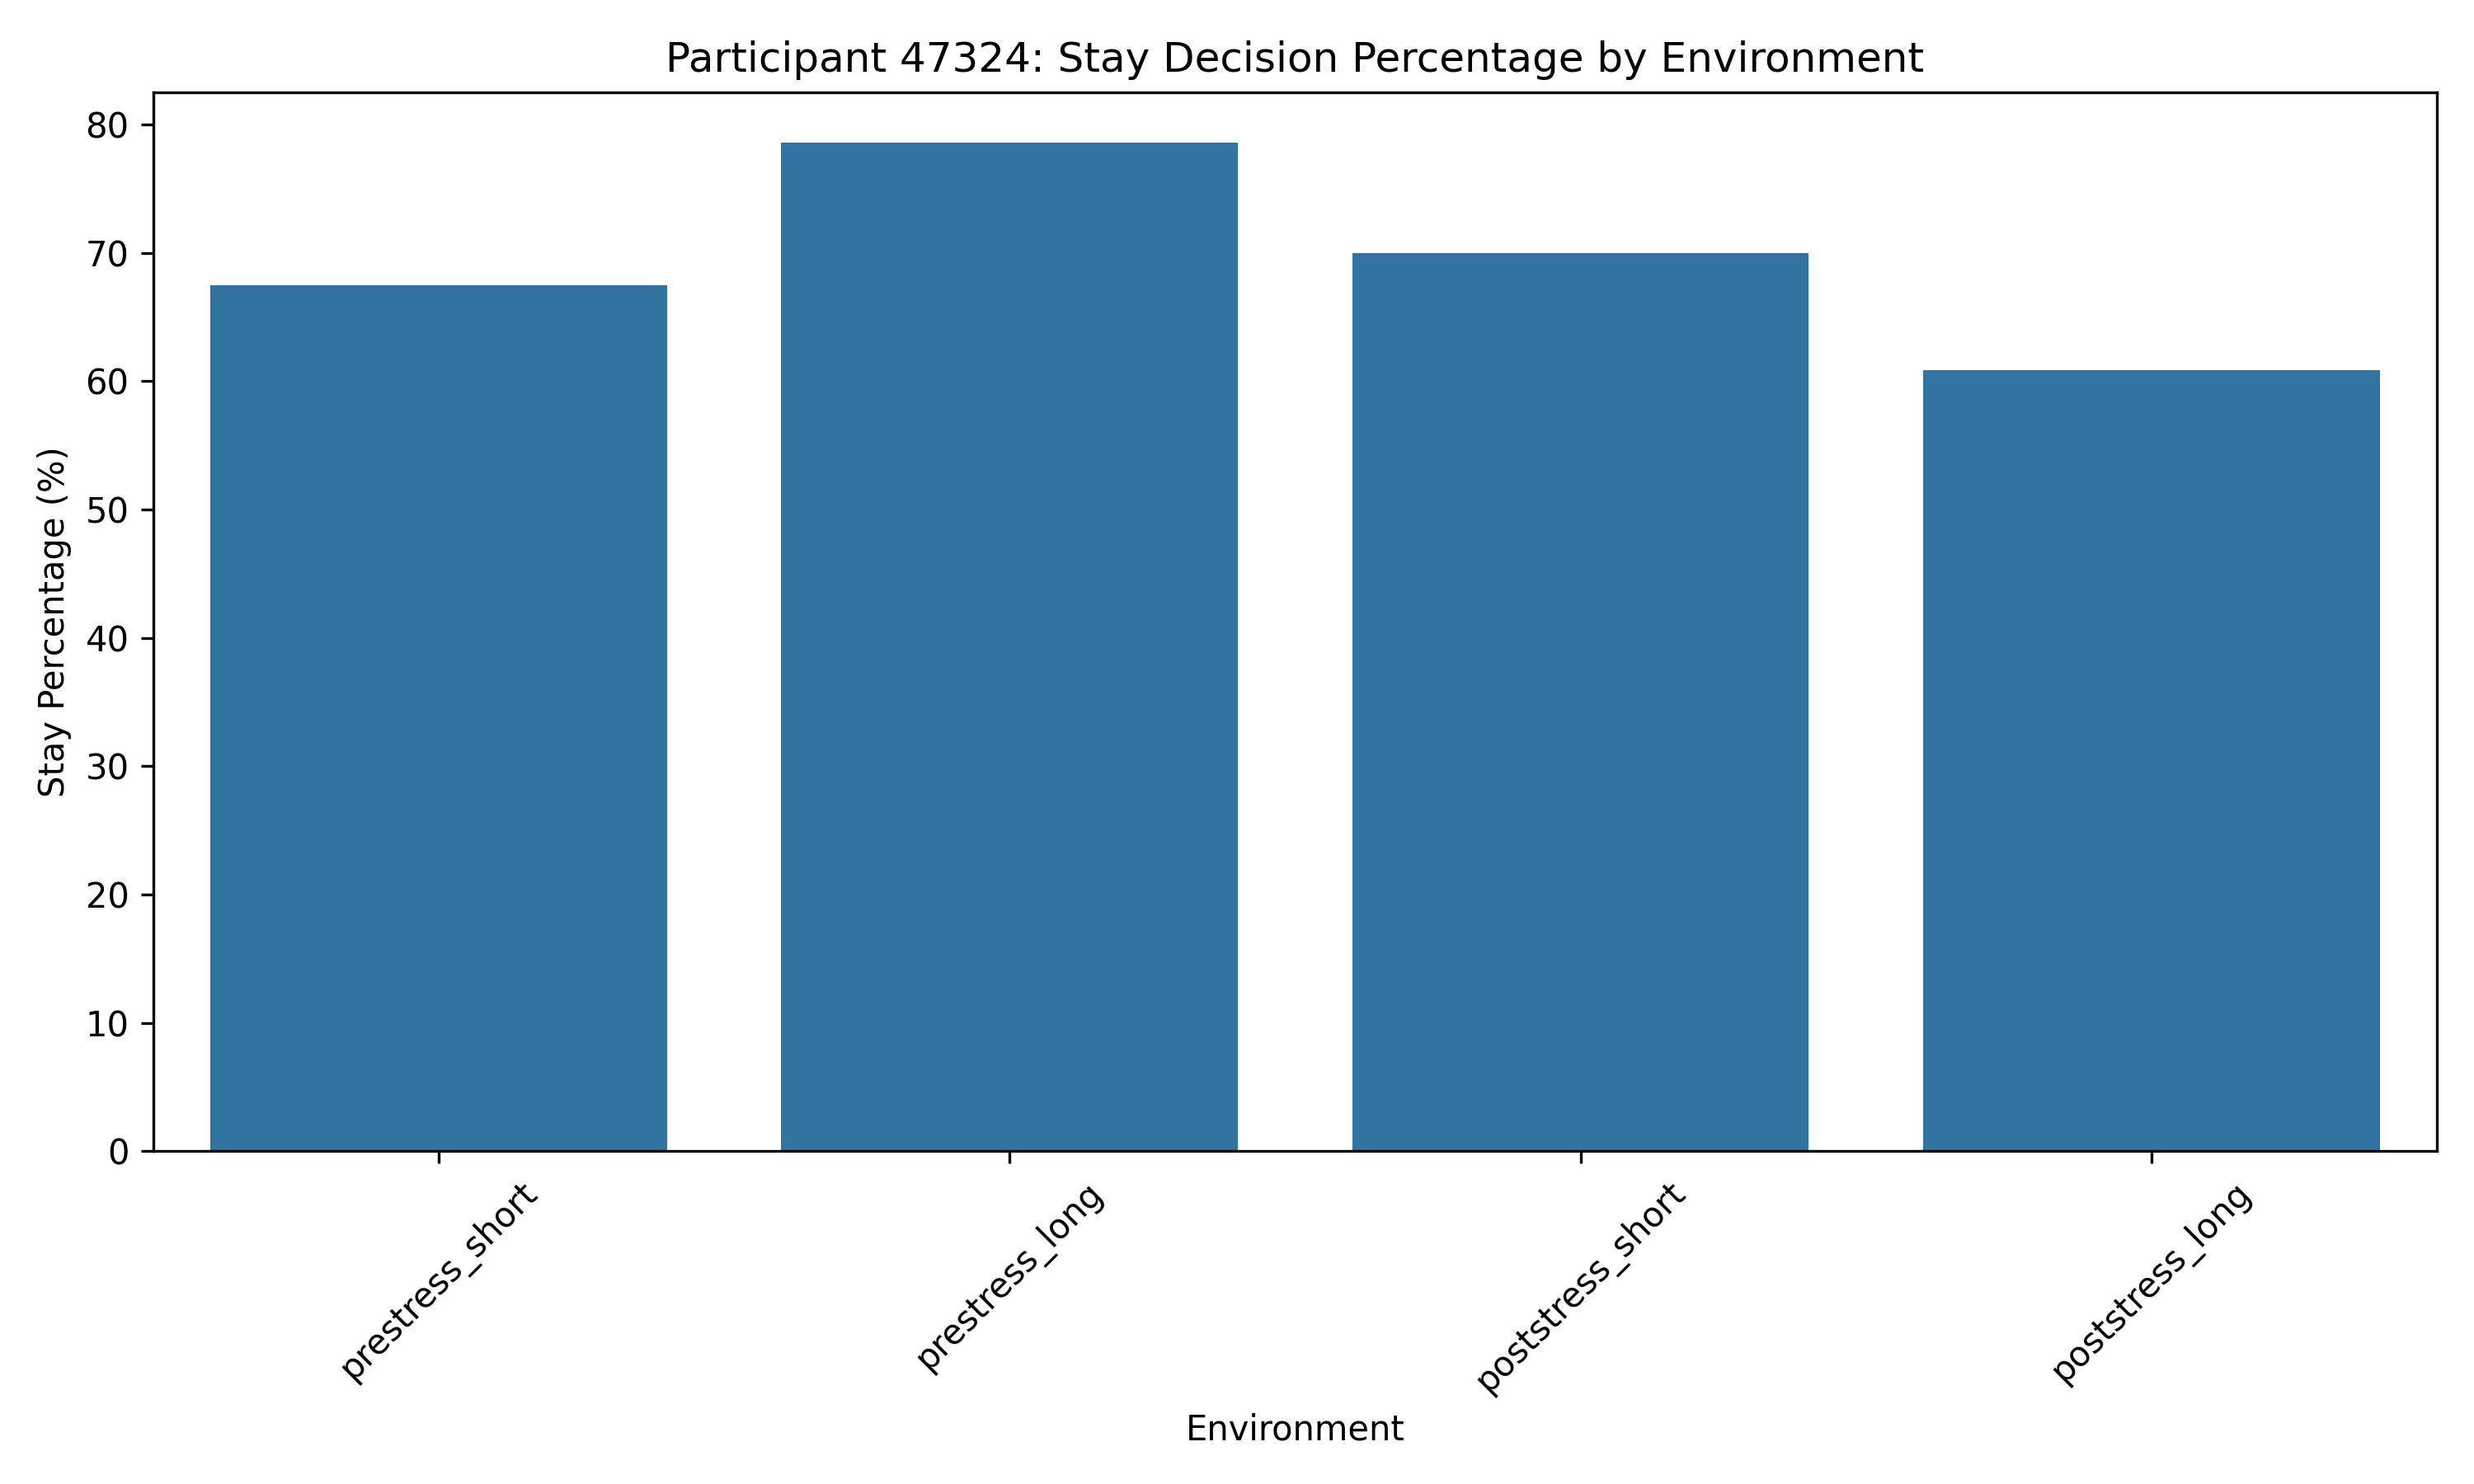 Participant 47324: Stay Decision Percentage by Environment
Stay Percentage (%)
80
70
60
50
40
30
20
10
0
prestress_short
prestress_long
poststress_short
poststress_long
Environment